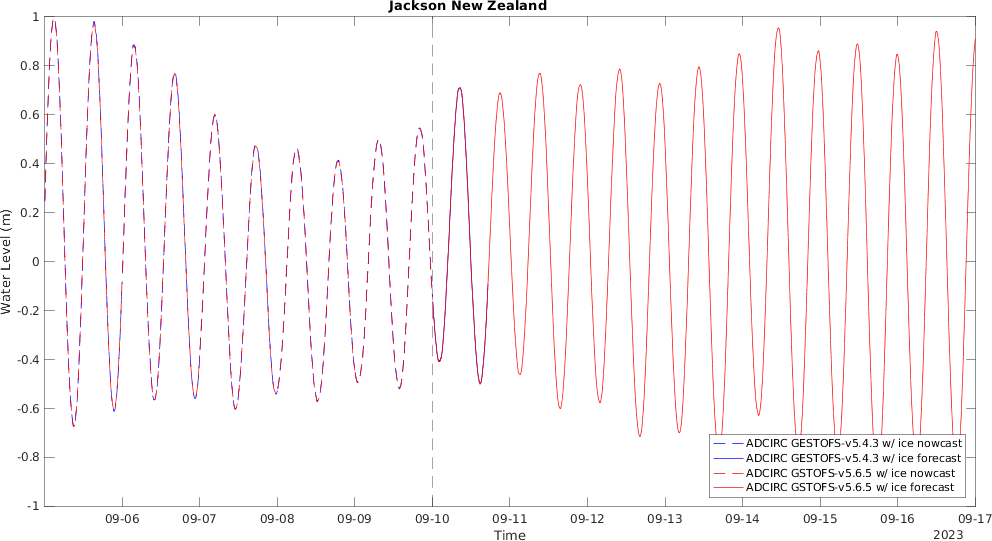 Jackson New Zealand
Water Level (m)
1
0.8
0.6
0.4
0.2
0
-0.2
-0.4
-0.6
-0.8
-1
09-06 09-07 09-08 09-09 09-10 09-11 09-12 09-13 09-14 09-15 09-16 09-17
Time
2023
ADCIRC GESTOFS-v5.4.3 w/ ice nowcast
ADCIRC GESTOFS-v5.4.3 w/ ice forecast
ADCIRC GSTOFS-v5.6.5 w/ ice nowcast
ADCIRC GSTOFS-v5.6.5 w/ ice forecast